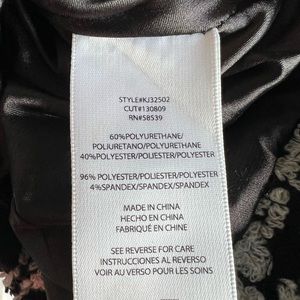 STYLE#KJ32502
CUT#130809
RN#58539
60%POLYURETHANE/
POLIURETANO/POLYURETHANE
40%POLYESTER/POLIESTER/POLYESTER
96%POLYESTER/POLIESTER/POLYESTER
4%SPANDEX/SPANDEX/SPANDEX
MADE IN CHINA
HECHO EN CHINA
FABRIQUÉ EN CHINE
SEE REVERSE FOR CARE
INSTRUCCIONES AL REVERSO
VOIR AU VERSO POUR LES SOINS